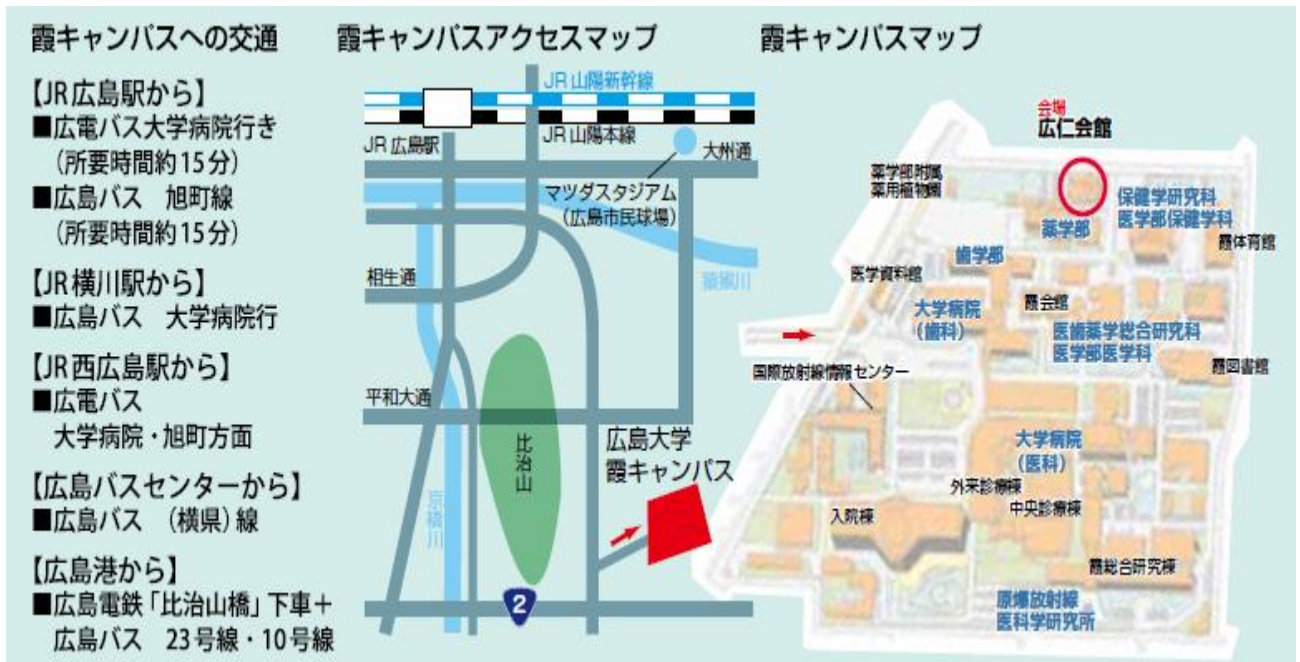 霞キャンパスへの交通
【JR広島駅から】
■広電バス大学病院行き
（所要時間約15分）
■広島バス　旭町線
（所要時間約15分）
【JR横川駅から】
■広島バス　大学病院行
【JR西広島駅から】
■広電バス
大学病院・旭町方面
【広島バスセンターから】
■広島バス　（横県）線
【広島港から】
■広島電鉄「比治山橋」下車＋
広島バス　23号線・10号線
霞キャンパスアクセスマップ
JR山陽新幹線
JR広島駅
JR山陽本線
大州通
マツダスタジアム
（広島市民球場）
相生通
猿猴川
平和大通
比治山
広島大学
霞キャンパス
京橋川
2
霞キャンパスマップ
会場
広仁会館
薬学部附属
薬用植物園
保健学研究科
医学部保健学科
薬学部
霞体育館
歯学部
医学資料館
霞会館
大学病院
（歯科）
医歯薬学総合研究科
医学部医学科
霞図書館
国際放射線情報センター
大学病院
（医科）
外来診療棟
中央診療棟
入院棟
霞総合研究棟
原爆放射線
医科学研究所